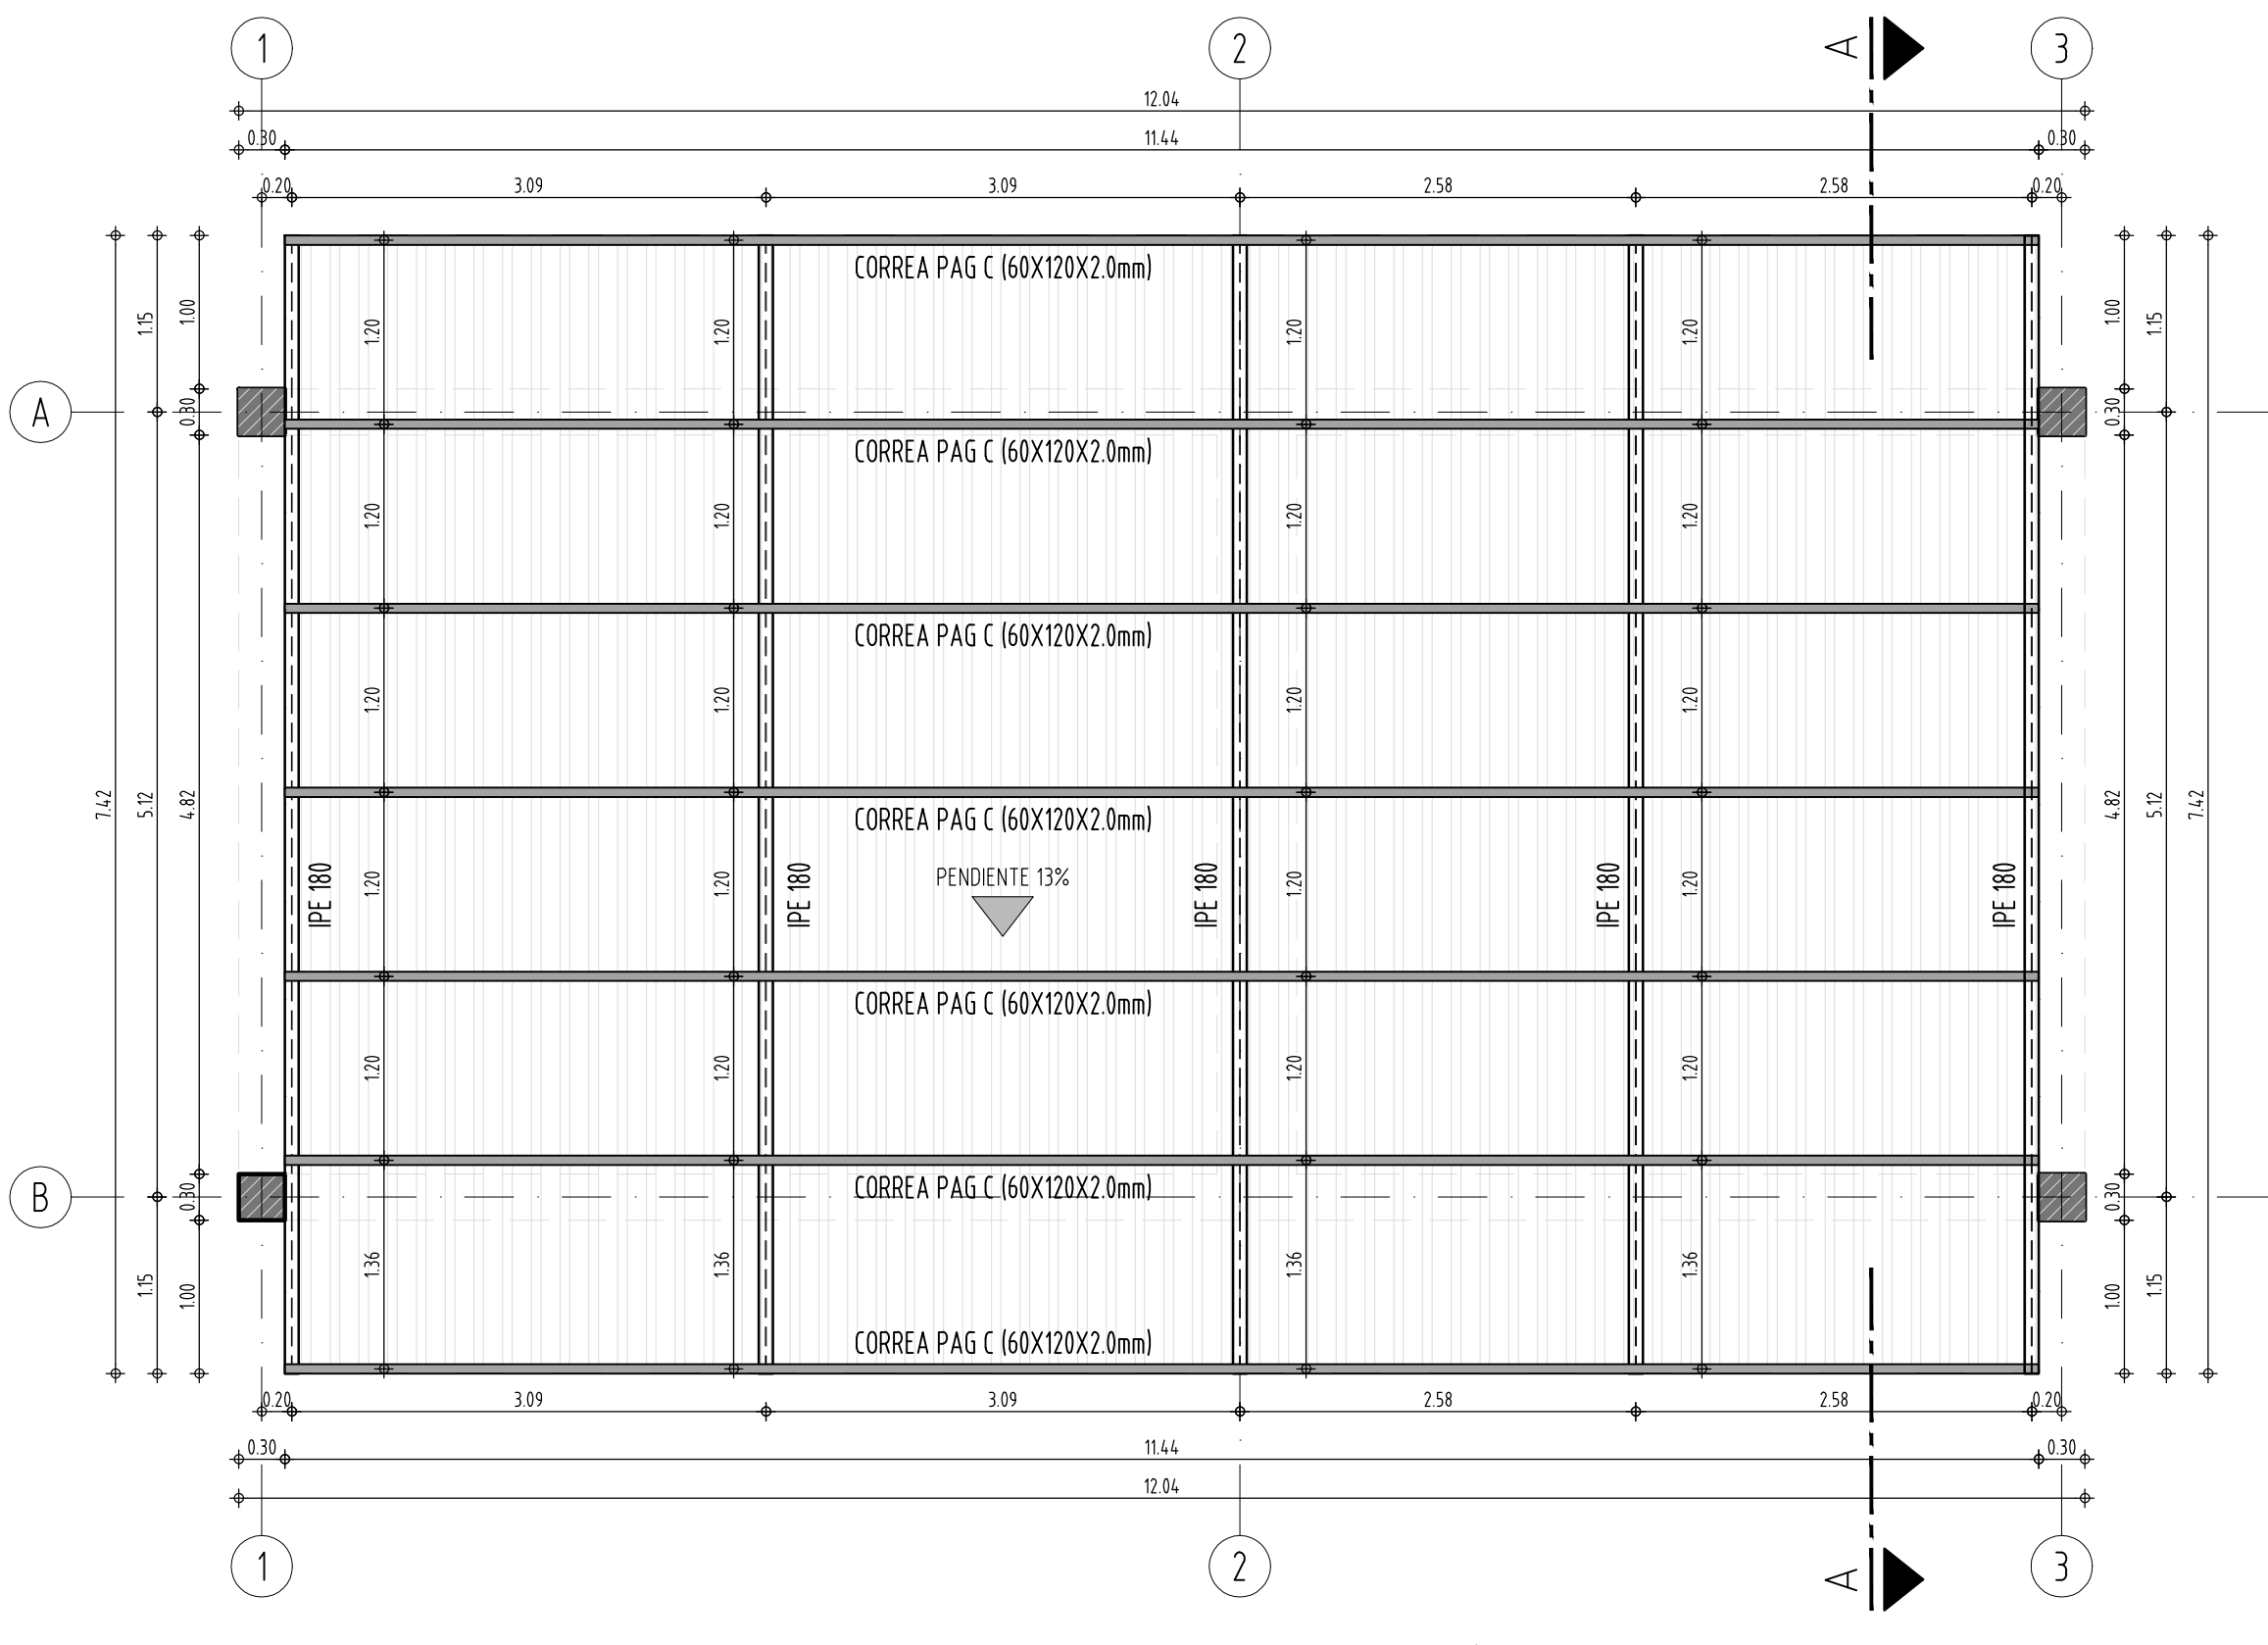 1 2 A 3
12.04
0.30 11.44 0.30
0.20 3.09 3.09 2.58 2.58 0.20
CORREA PAG C (60X120X2.0mm)
1.15 1.00 1.20 1.20 1.20 1.20 1.00 1.15
A 0.30 0.30
CORREA PAG C (60X120X2.0mm)
1.20 1.20 1.20 1.20
CORREA PAG C (60X120X2.0mm)
1.20 1.20 1.20 1.20
7.42 5.12 4.82 4.82 5.12 7.42
CORREA PAG C (60X120X2.0mm)
PENDIENTE 13%
IPE 180 1.20 1.20 IPE 180 IPE 180 1.20 IPE 180 1.20 IPE 180
CORREA PAG C (60X120X2.0mm)
1.20 1.20 1.20 1.20
CORREA PAG C (60X120X2.0mm)
B 0.30 0.30
1.15 1.00 1.36 1.36 1.36 1.36 1.00 1.15
CORREA PAG C (60X120X2.0mm)
0.20 3.09 3.09 2.58 2.58 0.20
0.30 11.44 0.30
12.04
1 2 A 3